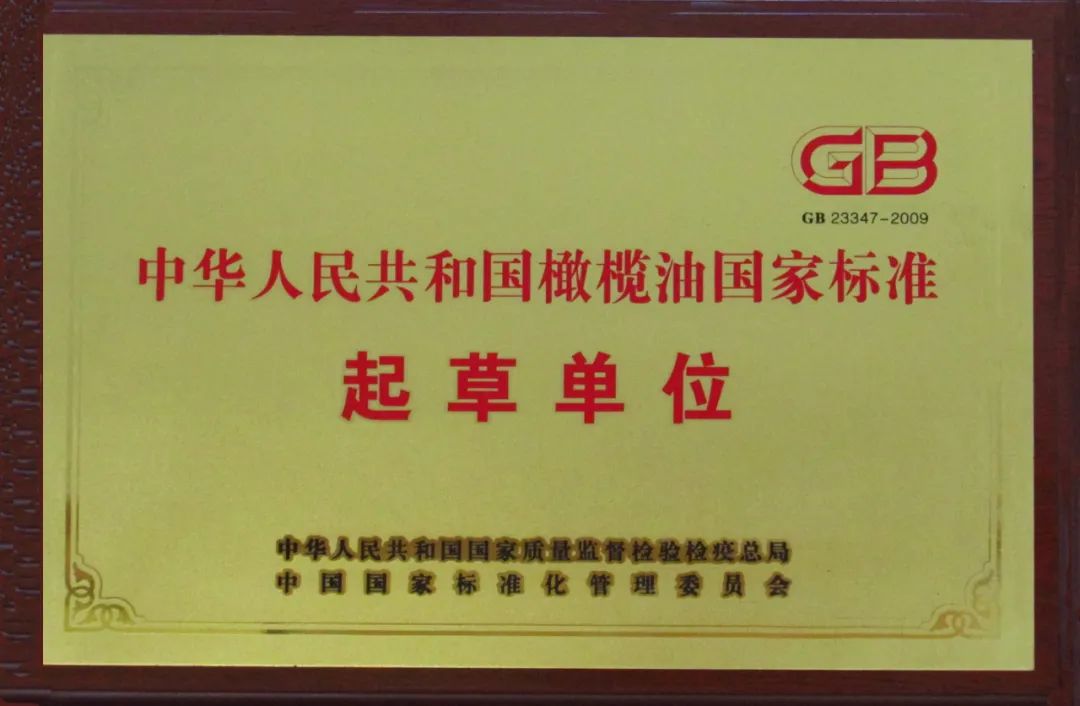 GB
GB 23347-2009
中华人民共和国橄榄油国家标准
起草单位
中华人民共和国国家质量监督检验检疫总局
中国国家标准化管理委员会